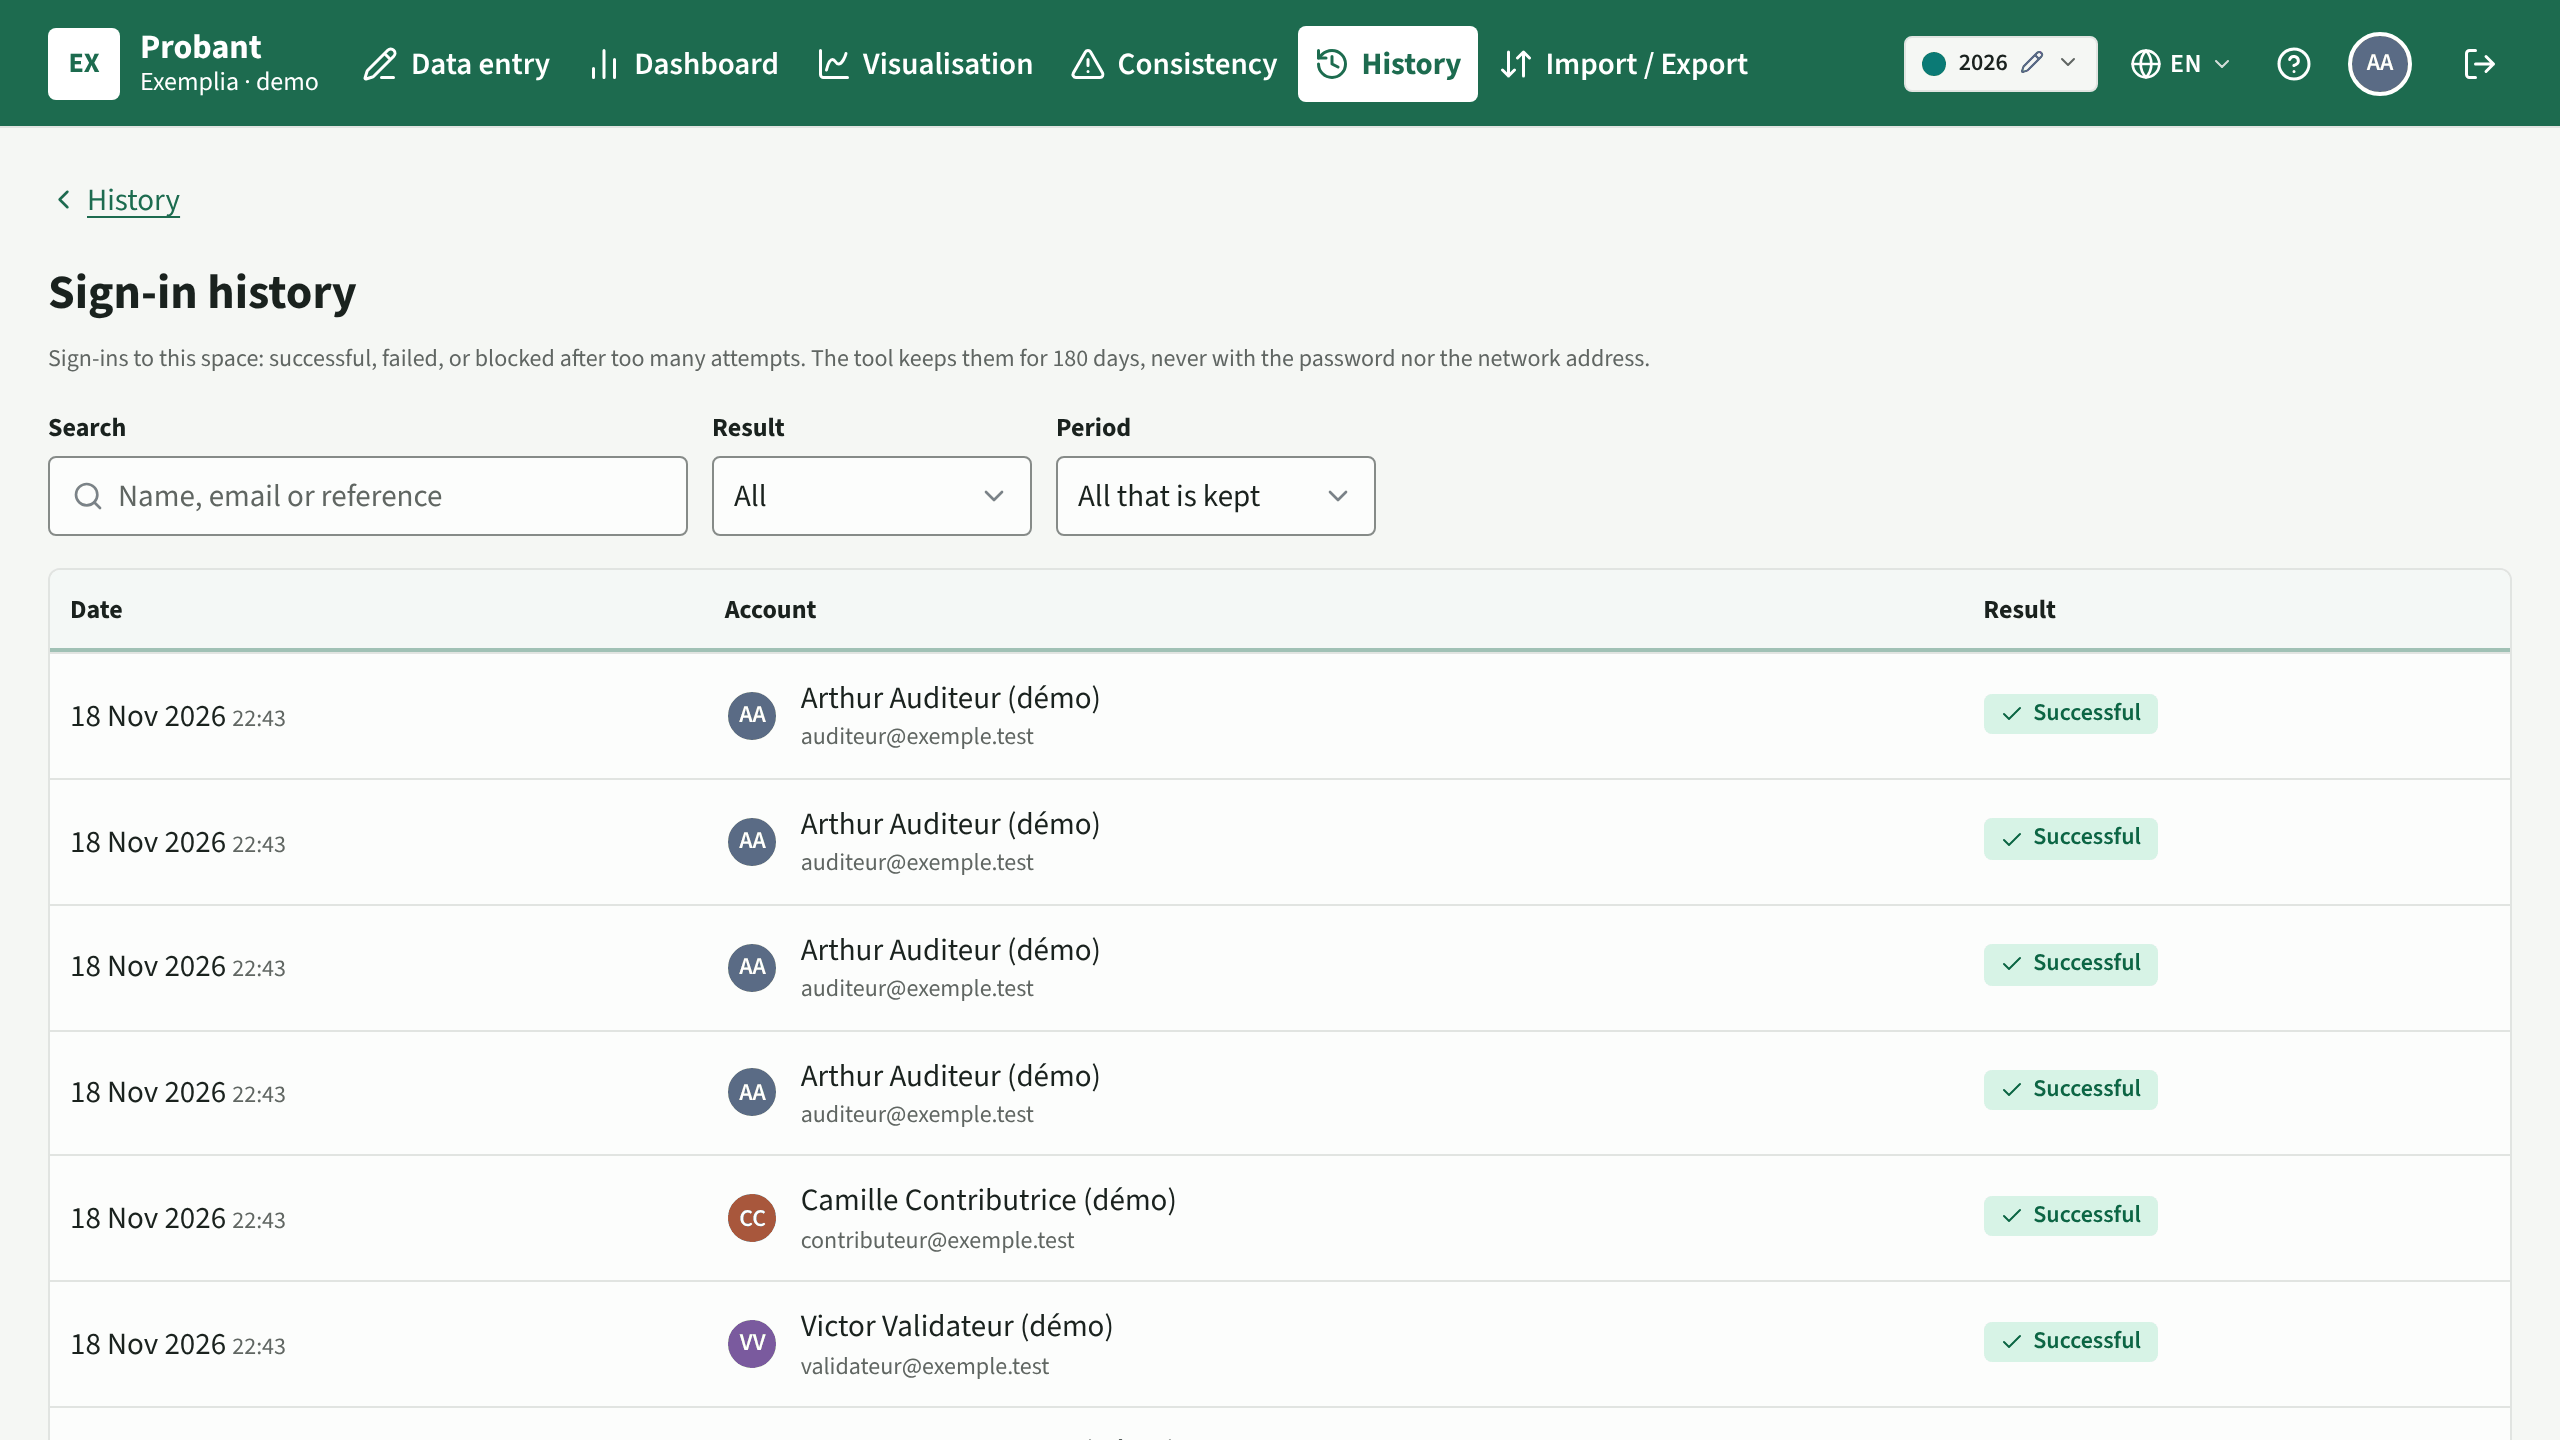 EX
Probant
Exemplia · demo
Data entry
Dashboard
Visualisation
Consistency
History
Import / Export
2026
EN
AA
History
Sign-in history
Sign-ins to this space: successful, failed, or blocked after too many attempts. The tool keeps them for 180 days, never with the password nor the network address.
Search
Result
Period
Name, email or reference
All
All that is kept
Date
Account
Result
18 Nov 2026 22:43
AA
Arthur Auditeur (démo)
auditeur@exemple.test
Successful
18 Nov 2026 22:43
AA
Arthur Auditeur (démo)
auditeur@exemple.test
Successful
18 Nov 2026 22:43
AA
Arthur Auditeur (démo)
auditeur@exemple.test
Successful
18 Nov 2026 22:43
AA
Arthur Auditeur (démo)
auditeur@exemple.test
Successful
18 Nov 2026 22:43
CC
Camille Contributrice (démo)
contributeur@exemple.test
Successful
18 Nov 2026 22:43
VV
Victor Validateur (démo)
validateur@exemple.test
Successful